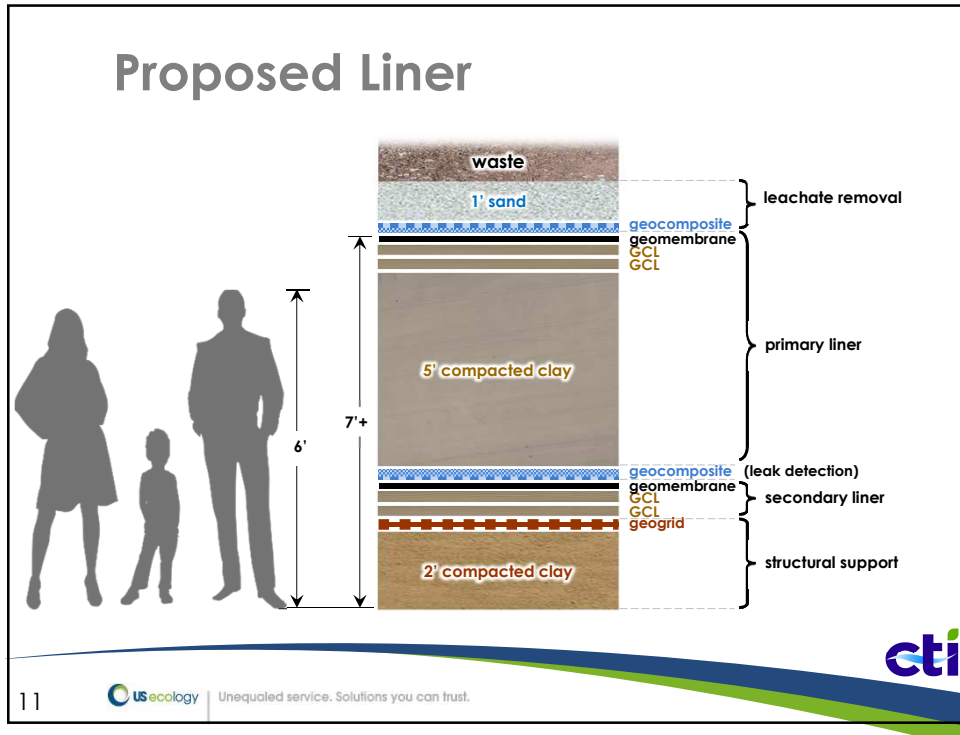 Proposed Liner
waste
1' sand
leachate removal
geocomposite
geomembrane
GCL
GCL
5' compacted clay
primary liner
7'+
6'
geocomposite (leak detection)
geomembrane
GCL
secondary liner
GCL
geogrid
2' compacted clay
structural support
cti
11
US ecology
Unequaled service. Solutions you can trust.